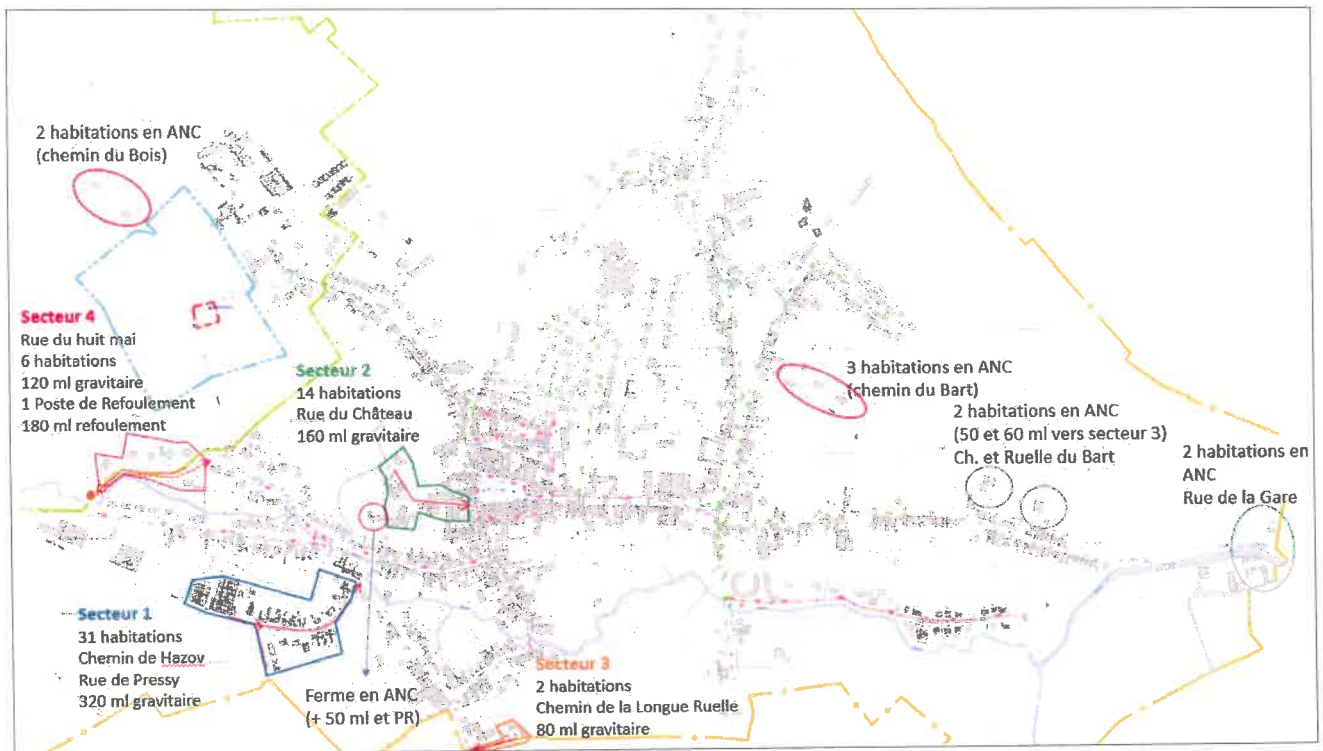 2 habitations en ANC
(chemin du Bois)
Secteur 4
Rue du huit mai
6 habitations
120 ml gravitaire
1 Poste de Refoulement
180 ml refoulement
Secteur 2
14 habitations
Rue du Château
160 ml gravitaire
3 habitations en ANC
(chemin du Bart)
2 habitations en ANC
(50 et 60 ml vers secteur 3)
Ch. et Ruelle du Bart
2 habitations en
ANC
Rue de la Gare
Secteur 1
31 habitations
Chemin de Hazoy
Rue de Pressy
320 ml gravitaire
Ferme en ANC
(+ 50 ml et PR)
Secteur 3
2 habitations
Chemin de la Longue Ruelle
80 ml gravitaire